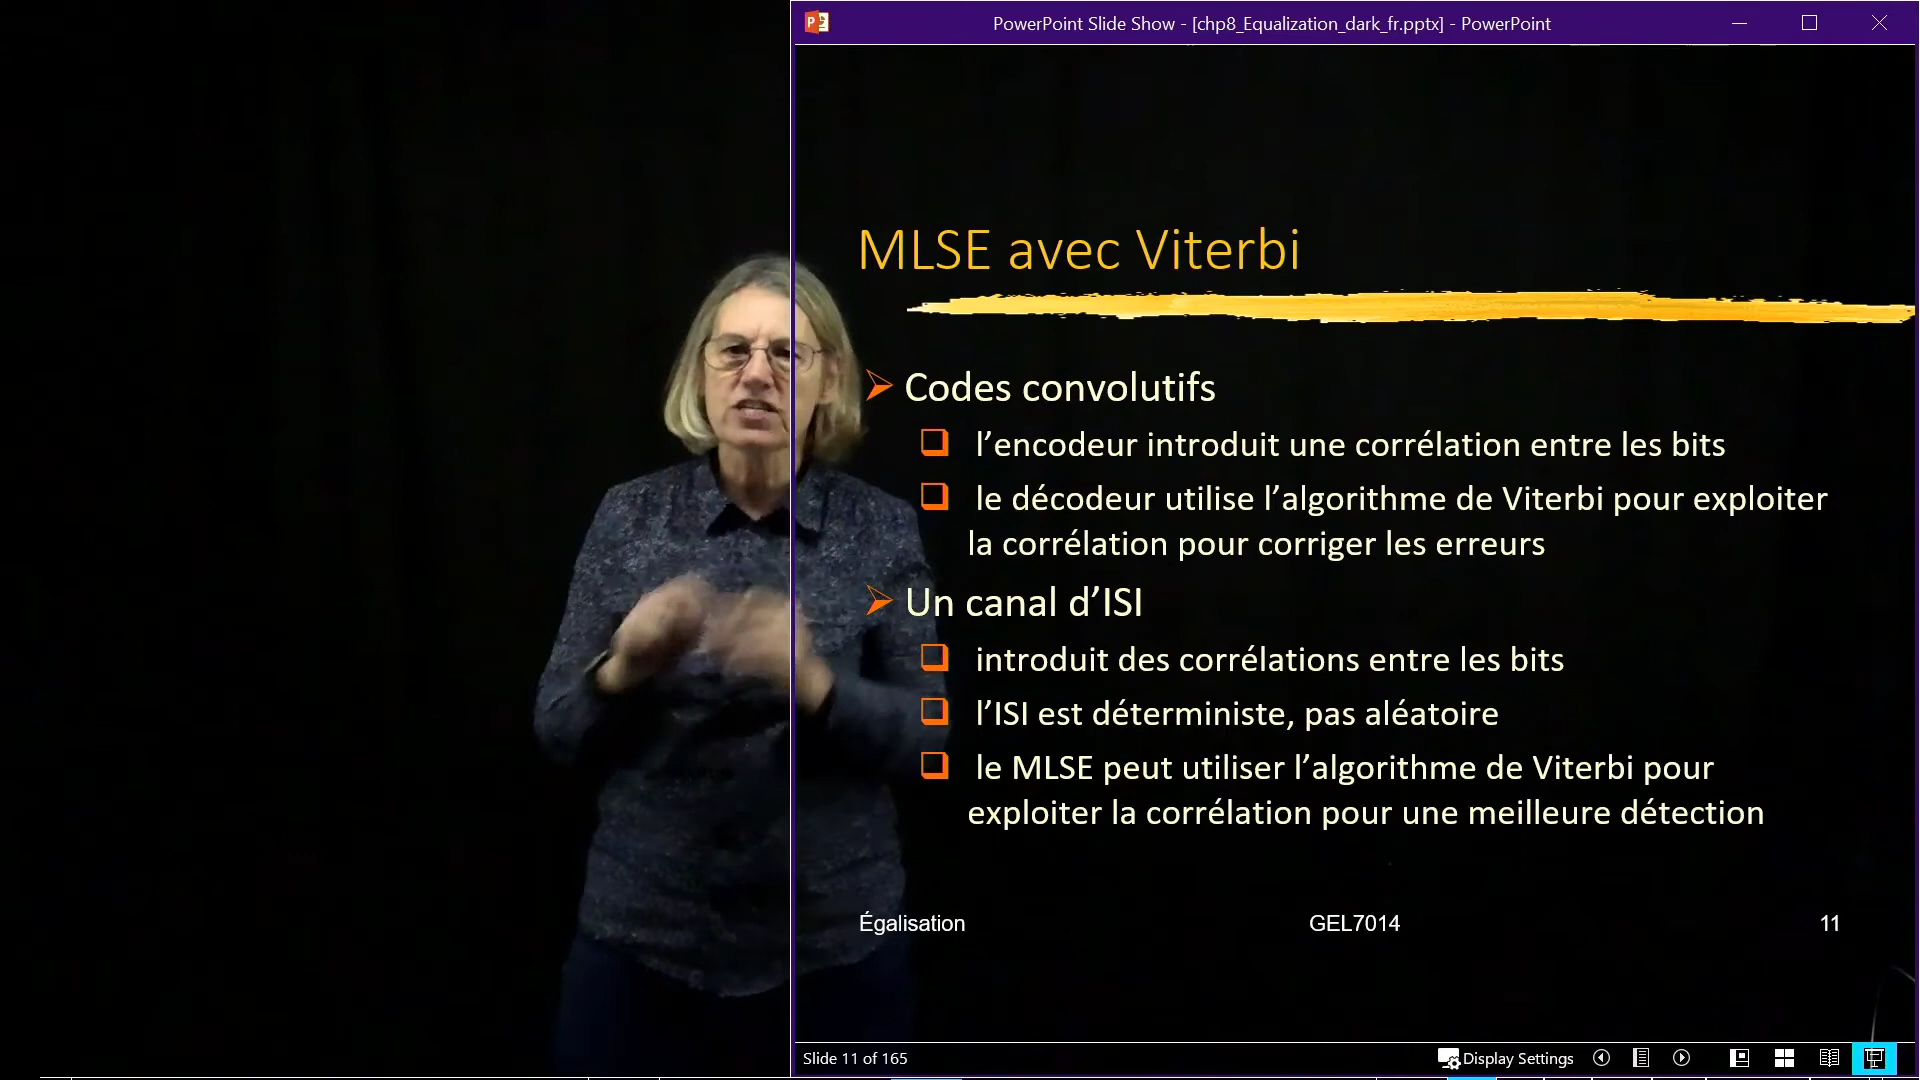 PowerPoint Slide Show - [chp8_Equalization_dark_fr.pptx] - PowerPoint
MLSE avec Viterbi
Codes convolutifs
l’encodeur introduit une corrélation entre les bits
le décodeur utilise l’algorithme de Viterbi pour exploiter
la corrélation pour corriger les erreurs
Un canal d’ISI
introduit des corrélations entre les bits
l’ISI est déterministe, pas aléatoire
le MLSE peut utiliser l’algorithme de Viterbi pour
exploiter la corrélation pour une meilleure détection
Égalisation GEL7014 11
Slide 11 of 165 Display Settings